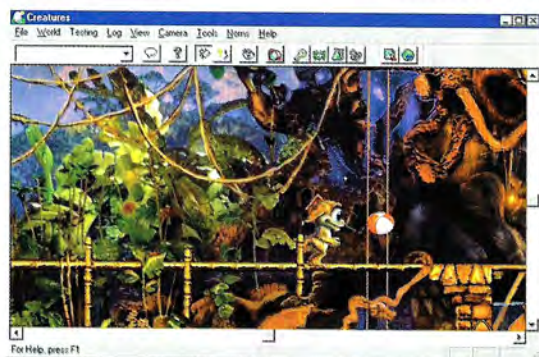 Creatures
File World Testing Log View Camera Tools Norns Help
For Help, press F1